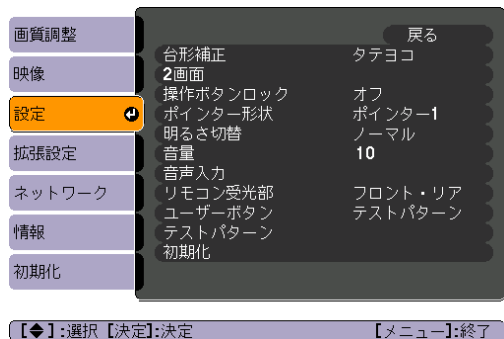 画質調整
映像
設定
拡張設定
ネットワーク
情報
初期化
戻る
台形補正 タテヨコ
2画面
操作ボタンロック オフ
ポインター形状 ポインター1
明るさ切替 ノーマル
音量 10
音声入力
リモコン受光部 フロント・リア
ユーザーボタン テストパターン
テストパターン
初期化
【◆】:選択 【決定】:決定 【メニュー】:終了